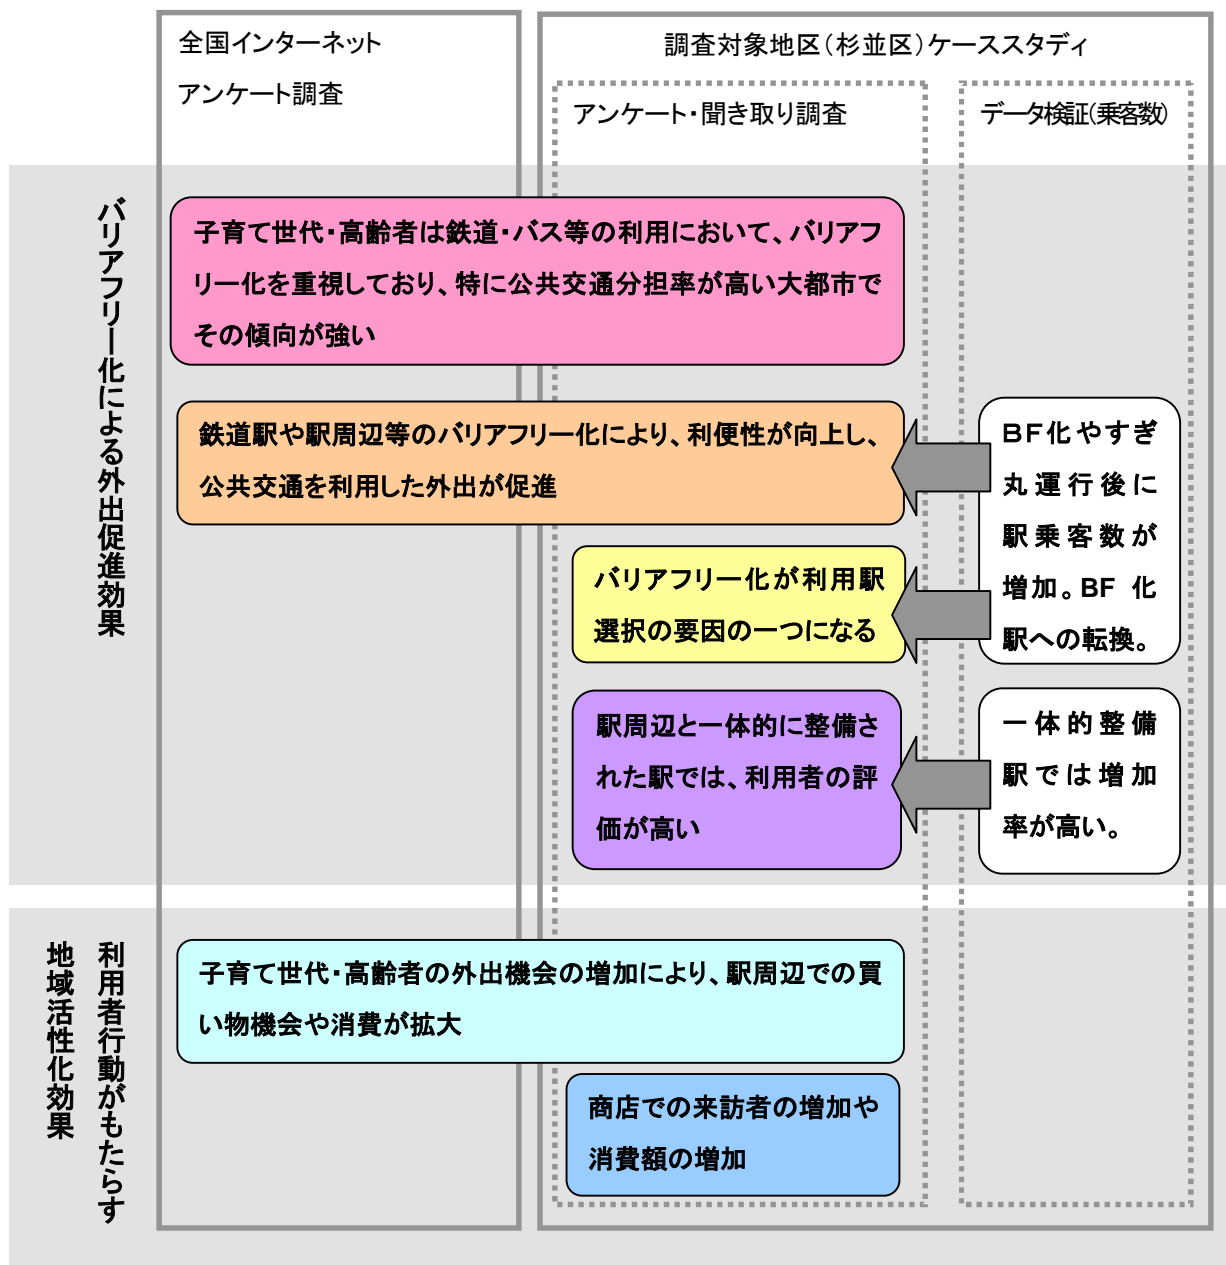 全国インターネット
アンケート調査
調査対象地区(杉並区)ケーススタディ
アンケート・聞き取り調査
データ検証(乗客数)
バリアフリー化による外出促進効果
子育て世代・高齢者は鉄道・バス等の利用において、バリアフ
リー化を重視しており、特に公共交通分担率が高い大都市で
その傾向が強い
鉄道駅や駅周辺等のバリアフリー化により、利便性が向上し、
公共交通を利用した外出が促進
BF化やすぎ
丸運行後に
駅乗客数が
増加。BF 化
駅への転換。
バリアフリー化が利用駅
選択の要因の一つになる
駅周辺と一体的に整備さ
れた駅では、利用者の評
価が高い
一体的整備
駅では増加
率が高い。
利用者行動がもたらす
地域活性化効果
子育て世代・高齢者の外出機会の増加により、駅周辺での買
い物機会や消費が拡大
商店での来訪者の増加や
消費額の増加